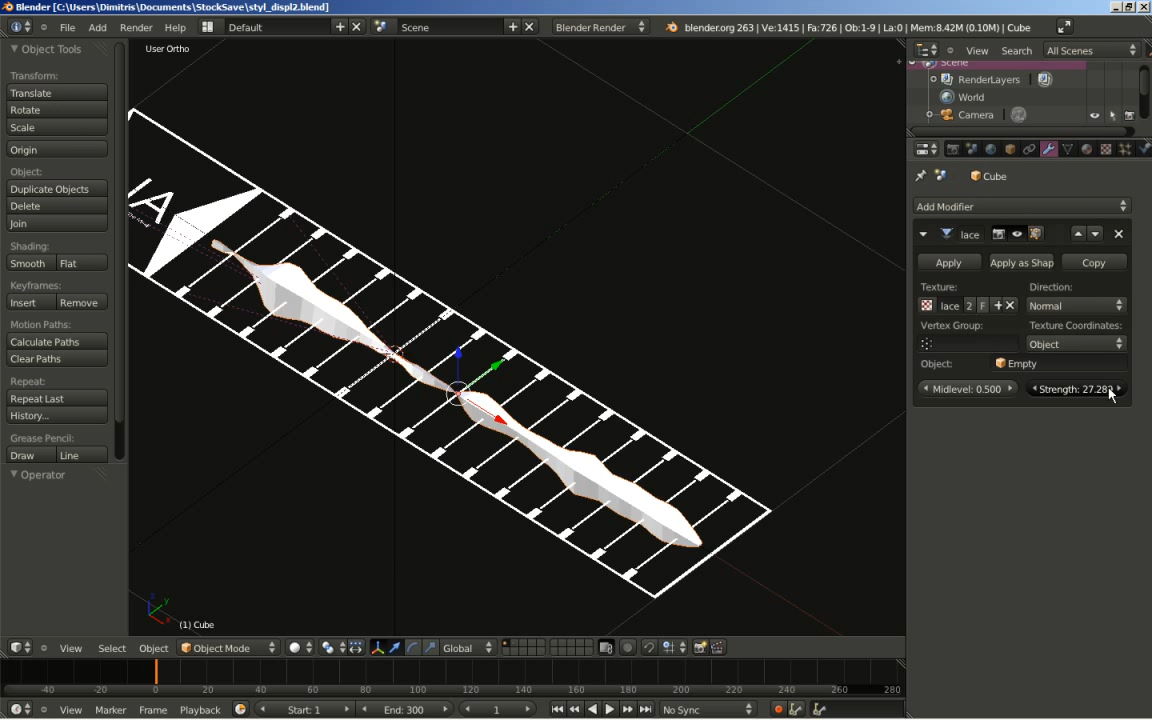 Blender [C:\Users\Dimitris\Documents\StockSave\styl_displ2.blend]
File Add Render Help Default Scene Blender Render blender.org 263 | Ve:1415 | Fa:726 | Ob:1-9 | La:0 | Mem:8.42M (0.10M) | Cube
Object Tools
User Ortho
View Search All Scenes
Scene
Transform:
Translate
Rotate
Scale
Origin
Object:
Duplicate Objects
Delete
Join
Shading:
Smooth Flat
Keyframes:
Insert Remove
Motion Paths:
Calculate Paths
Clear Paths
Repeat:
Repeat Last
History...
Grease Pencil:
Draw Line
Operator
RenderLayers
World
Camera
Cube
Add Modifier
lace
Apply Apply as Shap Copy
Texture: Direction:
lace 2 F Normal
Vertex Group: Texture Coordinates:
Object
Object: Empty
Midlevel: 0.500 Strength: 27.28
z
y
x
(1) Cube
View Select Object Object Mode Global
-40 -20 0 20 40 60 80 100 120 140 160 180 200 220 240 260 280
View Marker Frame Playback Start: 1 End: 300 1 No Sync